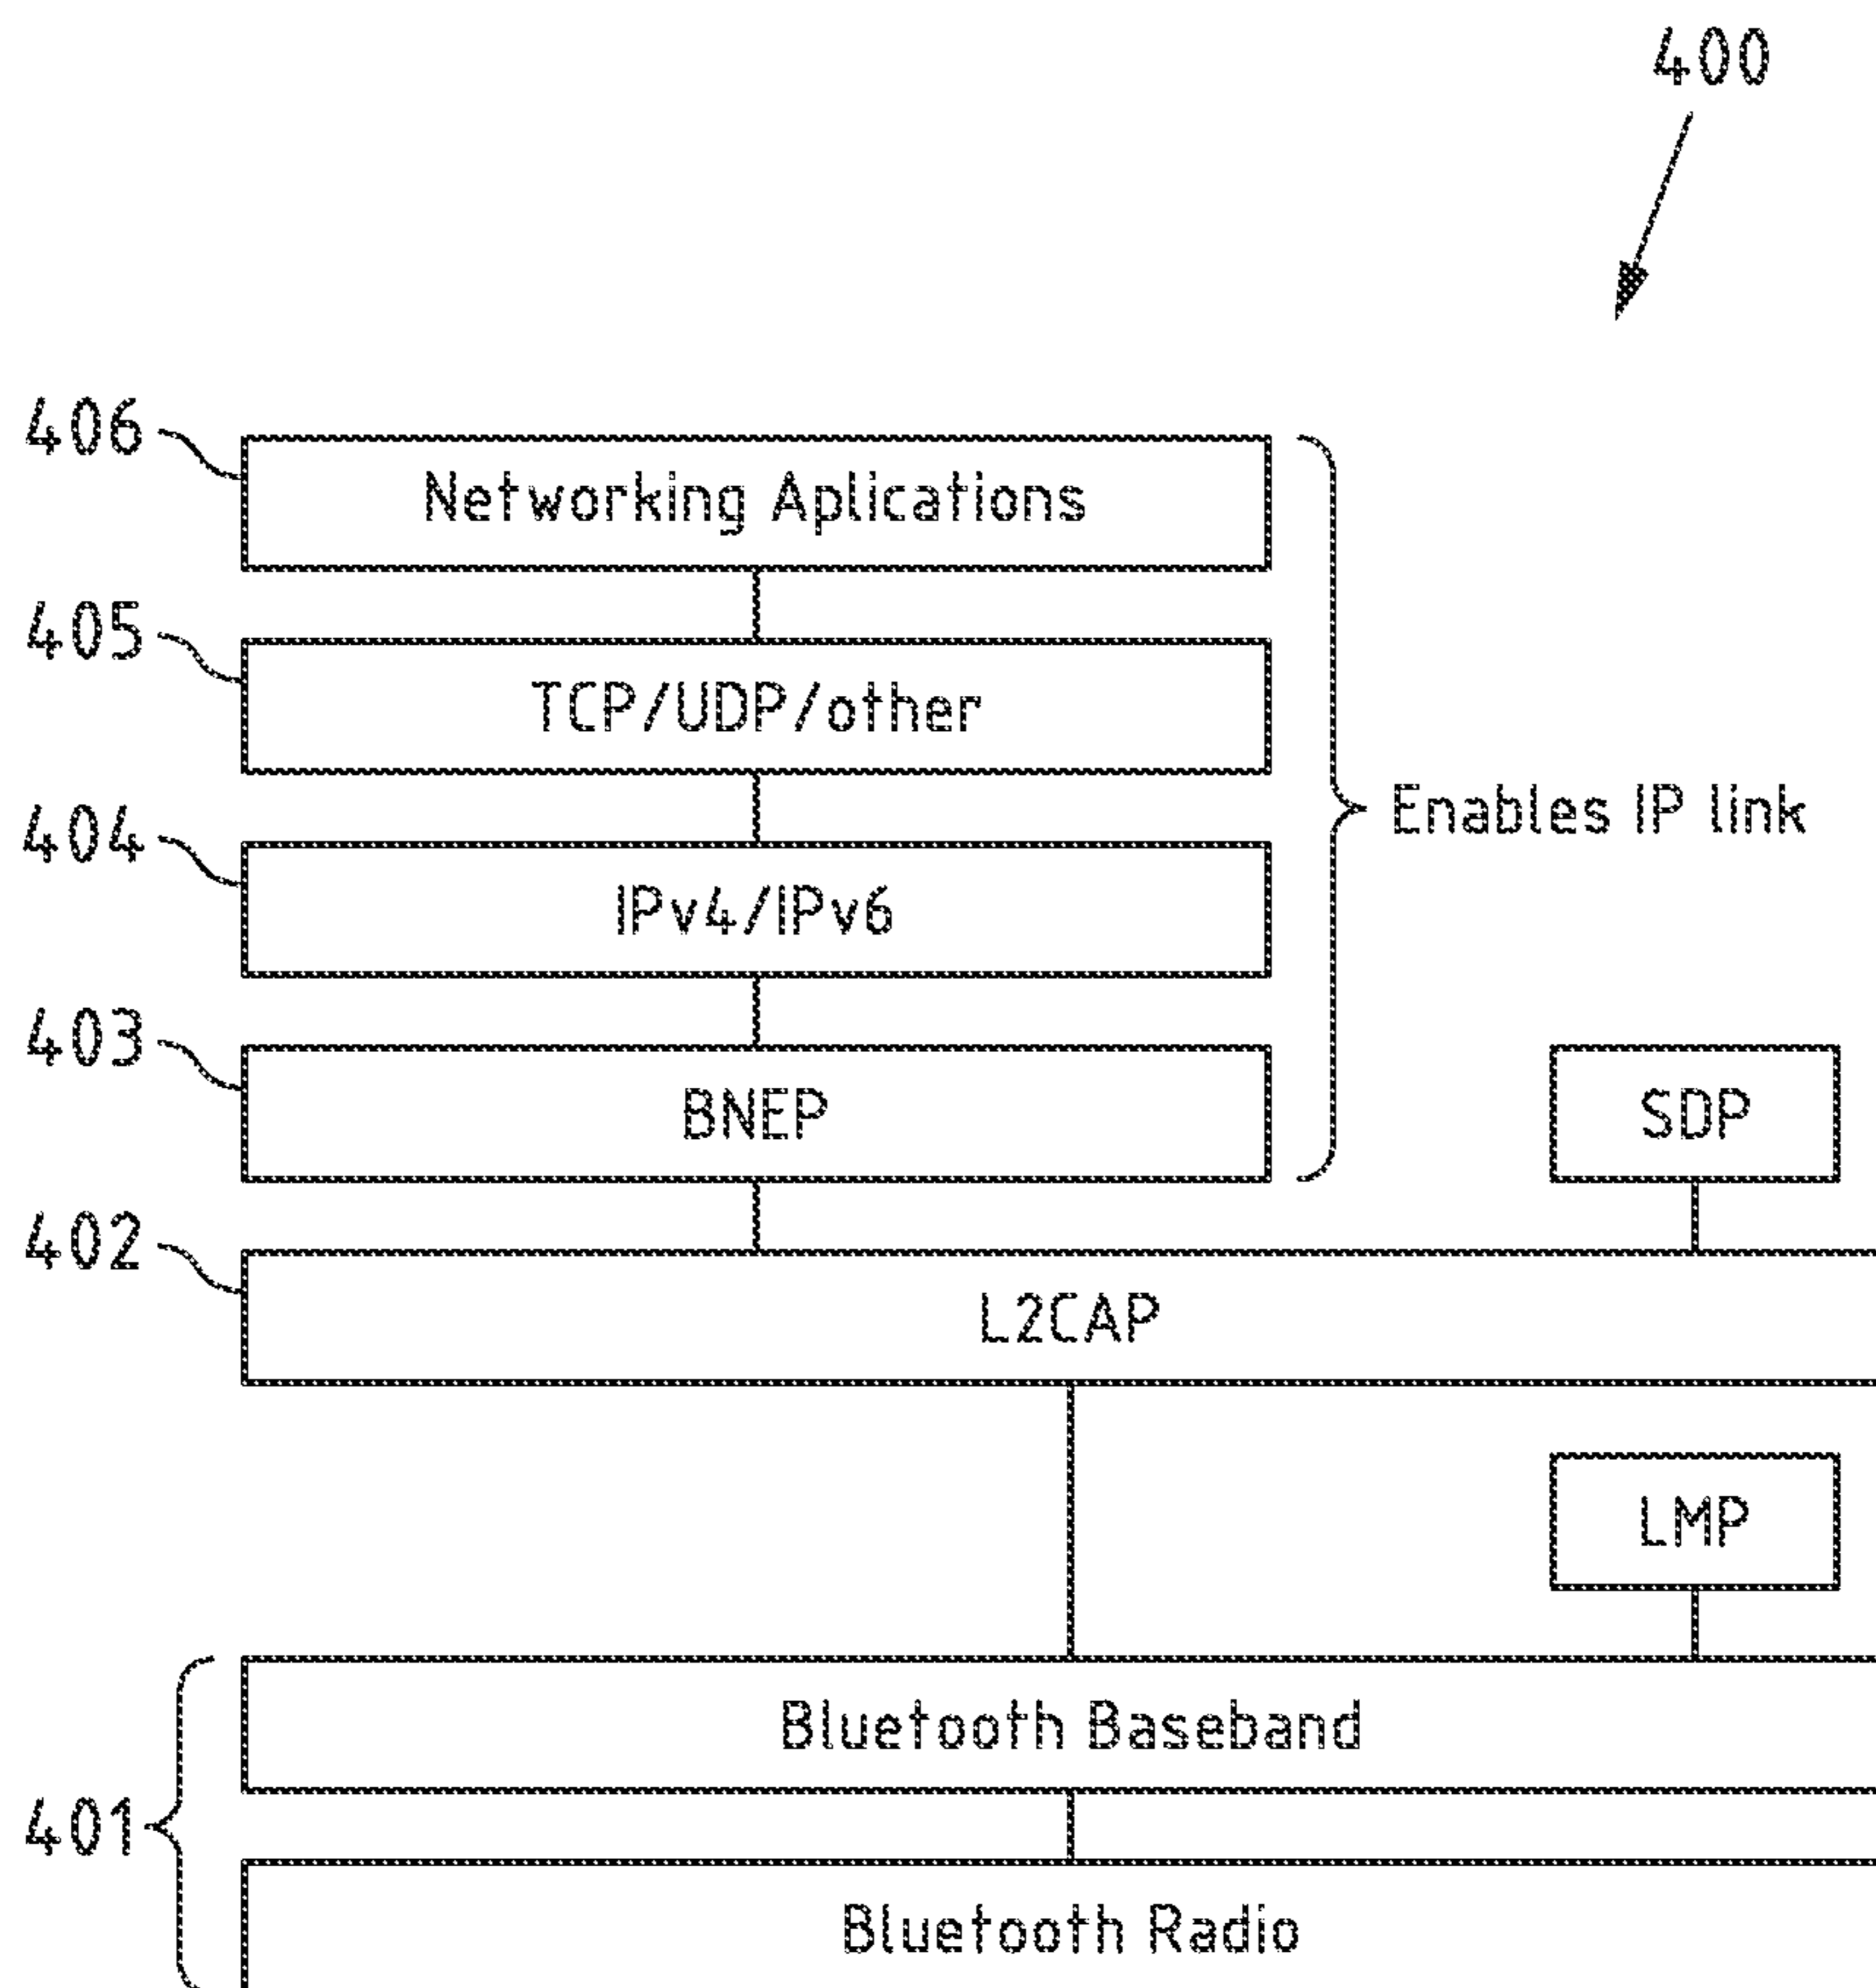 400
406
Networking Aplications
405
TCP/UDP/other
Enables IP link
404
IPv4/IPv6
403
BNEP
SDP
402
L2CAP
LMP
Bluetooth Baseband
401
Bluetooth Radio